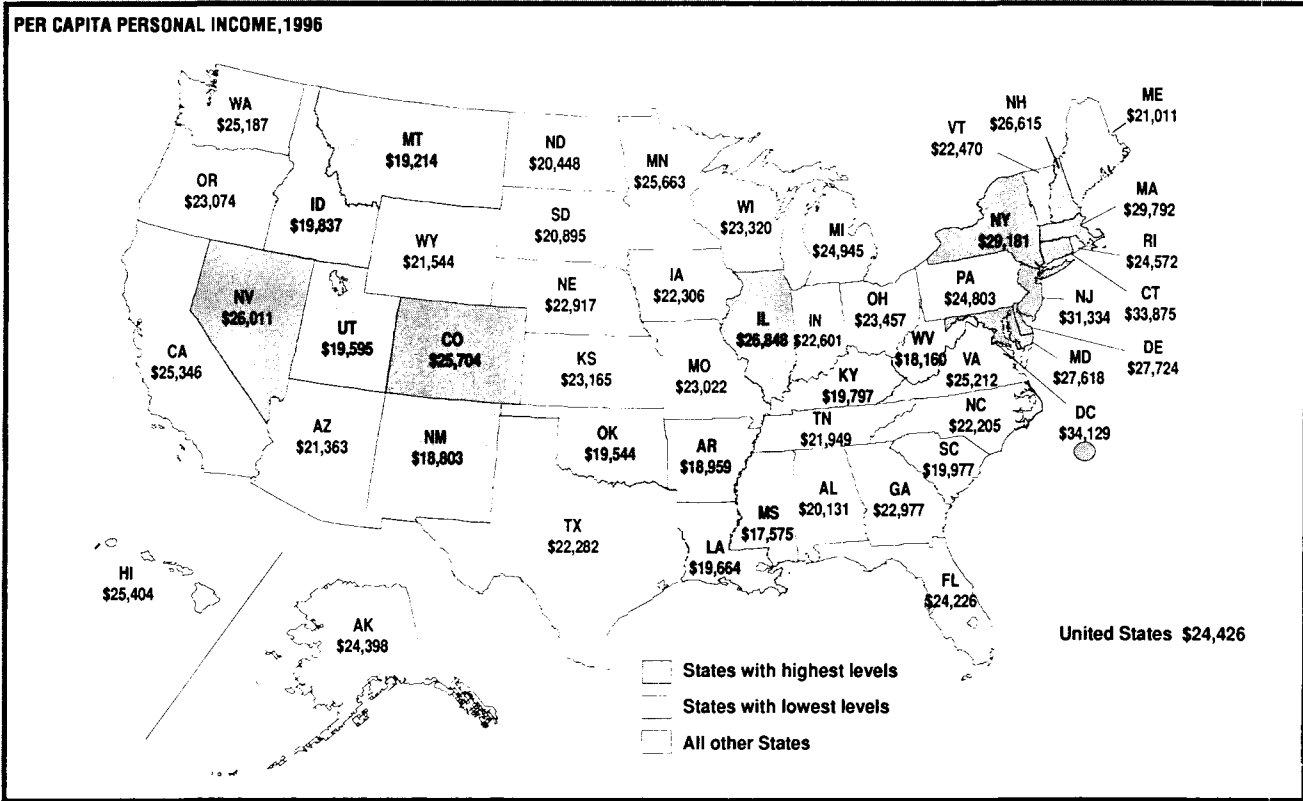 PER CAPITA PERSONAL INCOME, 1996
WA
$25,187
MT
$19,214
ND
$20,448
MN
$25,663
VT
$22,470
NH
$26,615
ME
$21,011
OR
$23,074
ID
$19,837
WY
$21,544
SD
$20,895
WI
$23,320
MI
$24,945
NY
$29,181
MA
$29,792
RI
$24,572
CT
$33,875
NJ
$31,334
DE
$27,724
MD
$27,618
DC
$34,129
NV
$26,011
UT
$19,595
CO
$25,704
NE
$22,917
IA
$22,306
IL
$26,848
IN
$22,601
OH
$23,457
PA
$24,803
WV
$18,160
VA
$25,212
CA
$25,346
KS
$23,165
MO
$23,022
KY
$19,797
NC
$22,205
TN
$21,949
SC
$19,977
AZ
$21,363
NM
$18,803
OK
$19,544
AR
$18,959
MS
$17,575
AL
$20,131
GA
$22,977
TX
$22,282
LA
$19,664
FL
$24,226
HI
$25,404
AK
$24,398
United States $24,426
States with highest levels
States with lowest levels
All other States